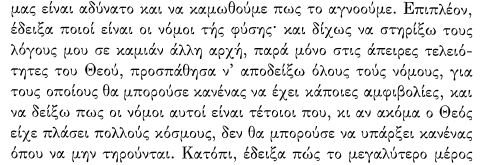 μας είναι αδύνατο και να καμωθούμε πως το αγνοούμε. Επιπλέον,
έδειξα ποιοί είναι οι νόμοι τής φύσης· και δίχως να στηρίξω τους
λόγους μου σε καμιάν άλλη αρχή, παρά μόνο στις άπειρες τελειό-
τητες του Θεού, προσπάθησα ν' αποδείξω όλους τούς νόμους, για
τους οποίους θα μπορούσε κανένας να έχει κάποιες αμφιβολίες, και
να δείξω πως οι νόμοι αυτοί είναι τέτοιοι που, κι αν ακόμα ο Θεός
είχε πλάσει πολλούς κόσμους, δεν θα μπορούσε να υπάρξει κανένας
όπου να μην τηρούνται. Κατόπι, έδειξα πώς το μεγαλύτερο μέρος